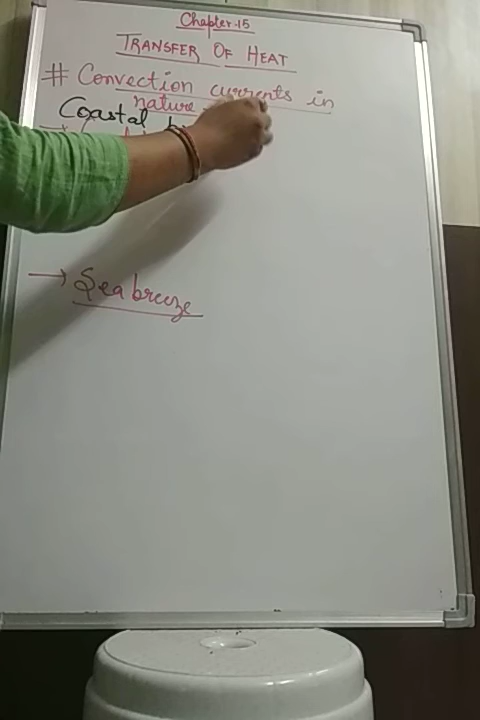 Chapter-15
TRANSFER OF HEAT
# Convection currents in
nature
Coastal
→ Sea breeze